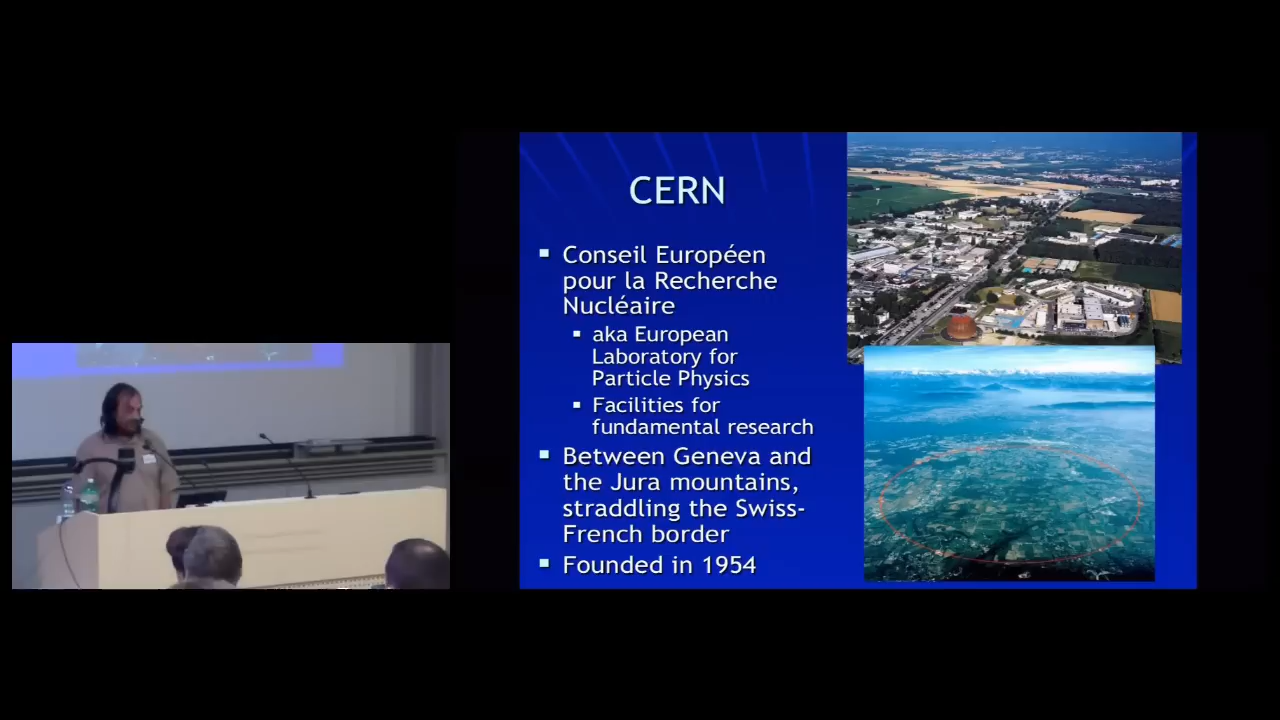 CERN
Conseil Européen
pour la Recherche
Nucléaire
aka European
Laboratory for
Particle Physics
Facilities for
fundamental research
Between Geneva and
the Jura mountains,
straddling the Swiss-
French border
Founded in 1954